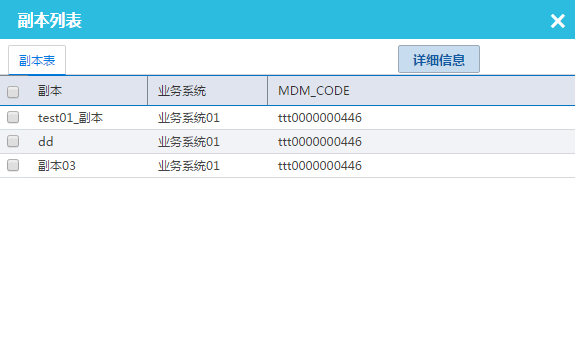 副本列表
副本表 详细信息
副本 业务系统 MDM_CODE
test01_副本 业务系统01 ttt0000000446
dd 业务系统01 ttt0000000446
副本03 业务系统01 ttt0000000446